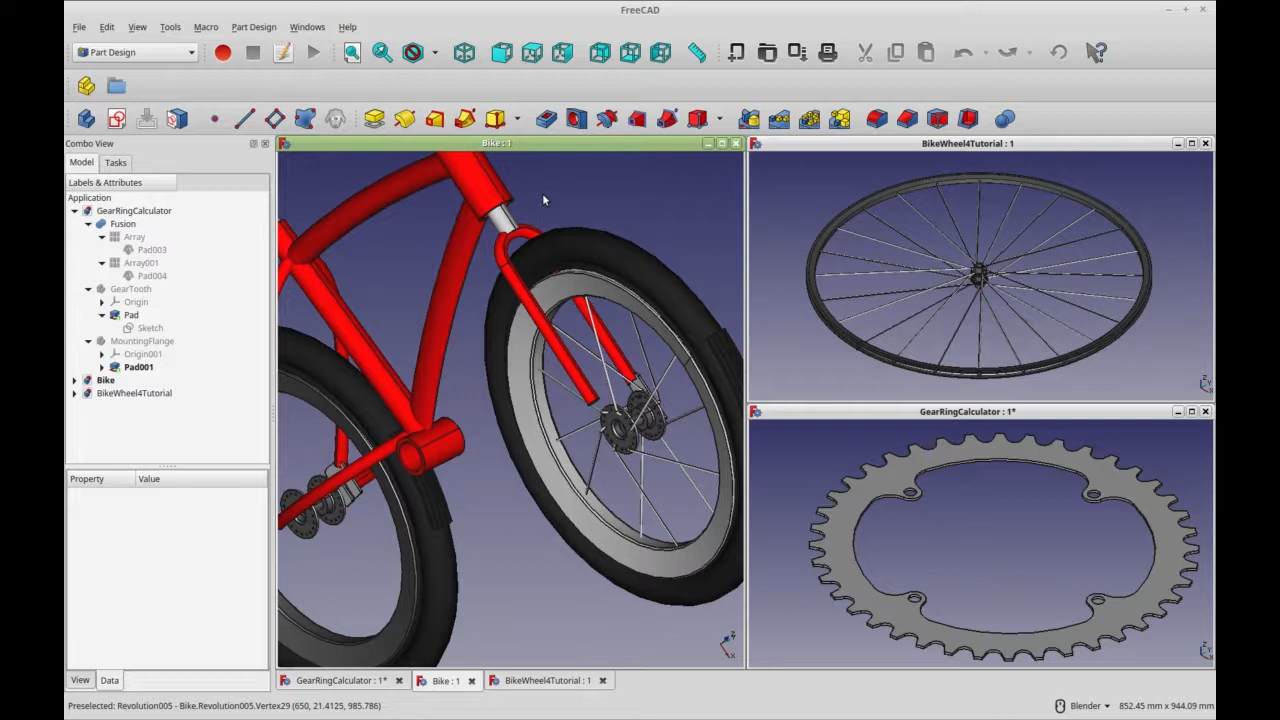 FreeCAD
File Edit View Tools Macro Part Design Windows Help
Part Design
Combo View
Bike : 1
BikeWheel4Tutorial : 1
Model Tasks
Labels & Attributes
Application
GearRingCalculator
Fusion
Array
Pad003
Array001
Pad004
GearTooth
Origin
Pad
Sketch
MountingFlange
Origin001
Pad001
Bike
BikeWheel4Tutorial
GearRingCalculator : 1*
Property Value
View Data
GearRingCalculator : 1* Bike : 1 BikeWheel4Tutorial : 1
Preselected: Revolution005 - Bike.Revolution005.Vertex29 (650, 21.4125, 985.786)
Blender 852.45 mm x 944.09 mm